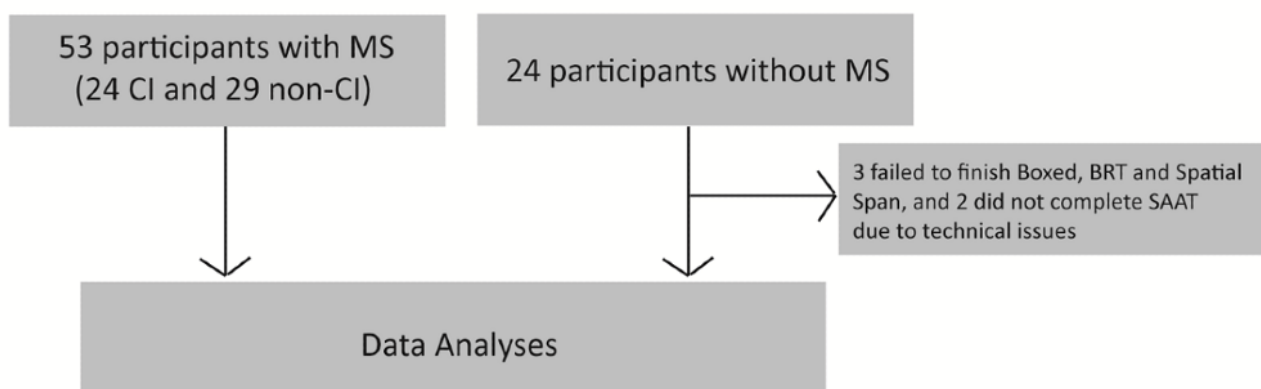 53 participants with MS
(24 CI and 29 non-CI)
24 participants without MS
3 failed to finish Boxed, BRT and Spatial
Span, and 2 did not complete SAAT
due to technical issues
Data Analyses